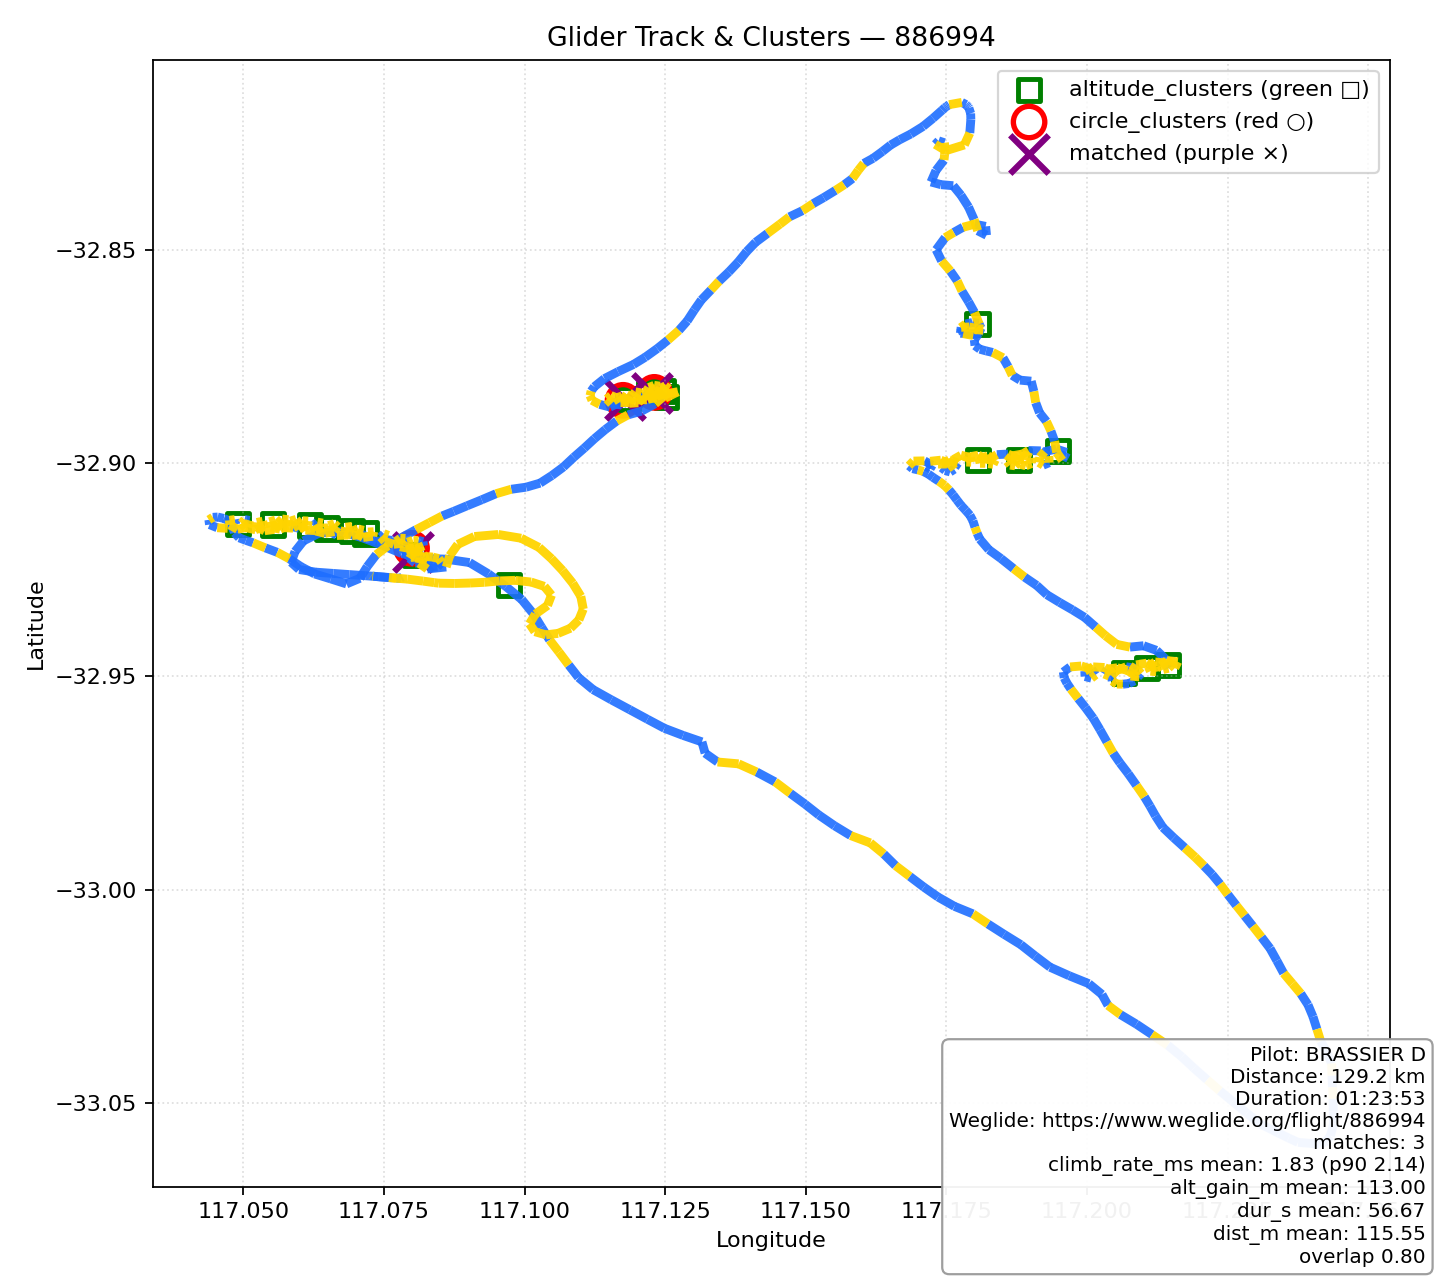 Glider Track & Clusters — 886994
altitude_clusters (green □)
circle_clusters (red ○)
matched (purple ×)
−32.85
−32.90
−32.95
−33.00
−33.05
Latitude
117.050
117.075
117.100
117.125
117.150
117.175
117.200
Longitude
Pilot: BRASSIER D
Distance: 129.2 km
Duration: 01:23:53
Weglide: https://www.weglide.org/flight/886994
matches: 3
climb_rate_ms mean: 1.83 (p90 2.14)
alt_gain_m mean: 113.00
dur_s mean: 56.67
dist_m mean: 115.55
overlap 0.80